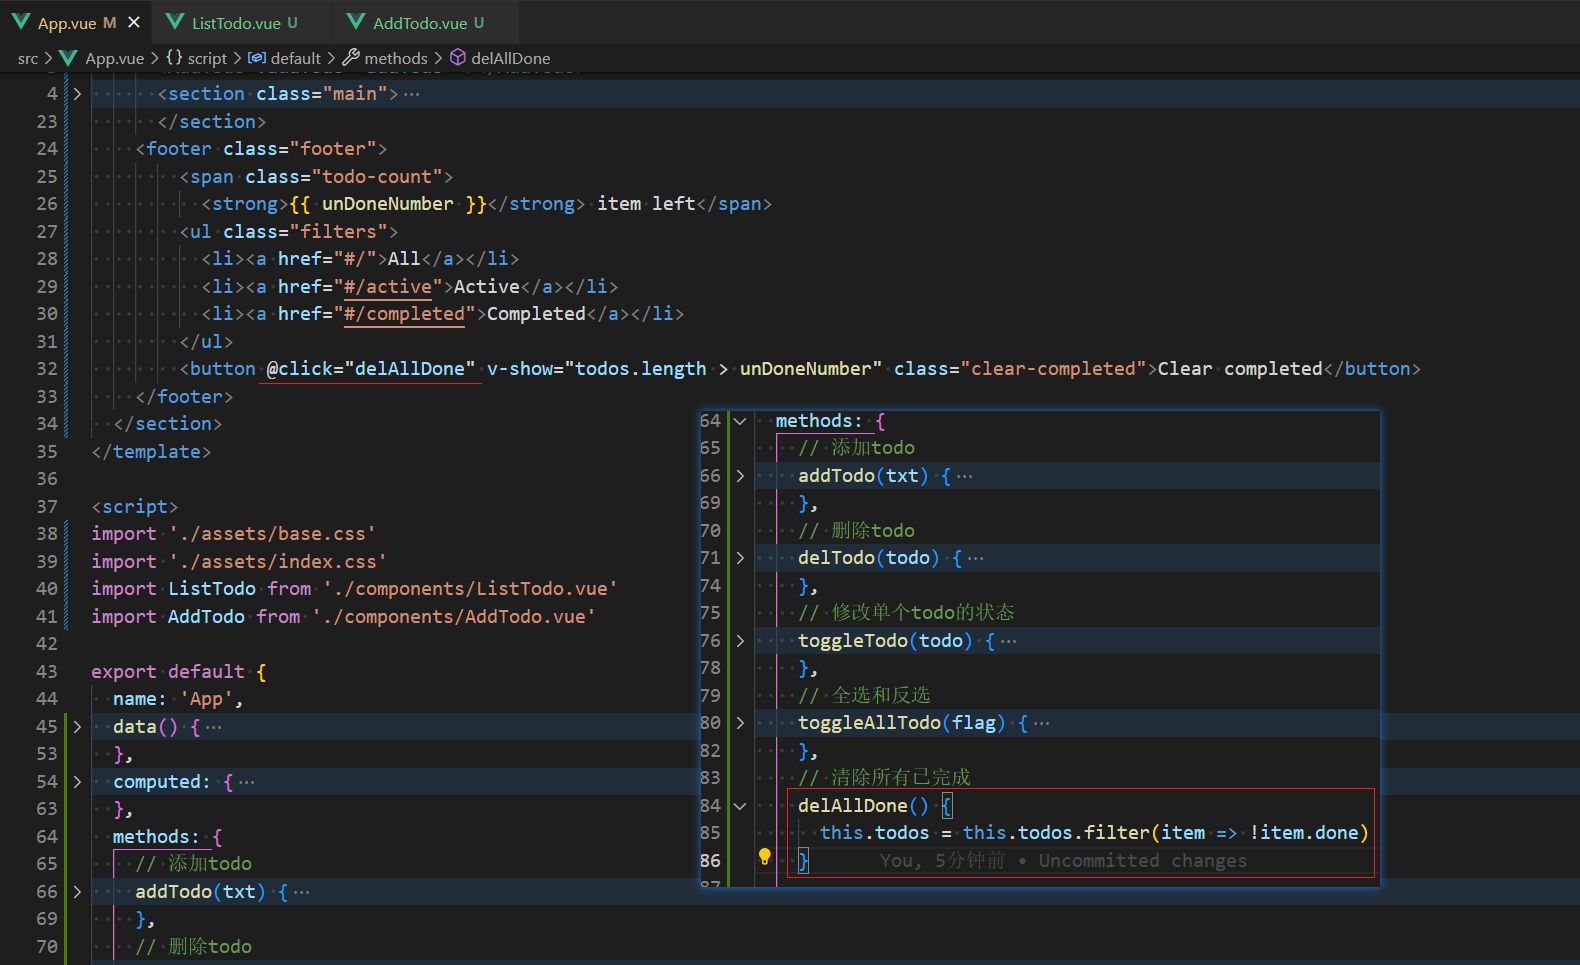 App.vue M
ListTodo.vue U
AddTodo.vue U
src > App.vue > {} script > default > methods > delAllDone
4 > <section class="main">···
23 </section>
24 <footer class="footer">
25 <span class="todo-count">
26 <strong>{{ unDoneNumber }}</strong> item left</span>
27 <ul class="filters">
28 <li><a href="#/">All</a></li>
29 <li><a href="#/active">Active</a></li>
30 <li><a href="#/completed">Completed</a></li>
31 </ul>
32 <button @click="delAllDone" v-show="todos.length > unDoneNumber" class="clear-completed">Clear completed</button>
33 </footer>
34 </section>
35 </template>
36
37 <script>
38 import './assets/base.css'
39 import './assets/index.css'
40 import ListTodo from './components/ListTodo.vue'
41 import AddTodo from './components/AddTodo.vue'
42
43 export default {
44 name: 'App',
45 > data() {···
53 },
54 > computed: {···
63 },
64 methods: {
65 // 添加todo
66 > addTodo(txt) {···
69 },
70 // 删除todo
64 methods: {
65 // 添加todo
66 > addTodo(txt) {···
69 },
70 // 删除todo
71 > delTodo(todo) {···
74 },
75 // 修改单个todo的状态
76 > toggleTodo(todo) {···
78 },
79 // 全选和反选
80 > toggleAllTodo(flag) {···
82 },
83 // 清除所有已完成
84 delAllDone() {
85 this.todos = this.todos.filter(item => !item.done)
86 } You, 5分钟前 • Uncommitted changes
87